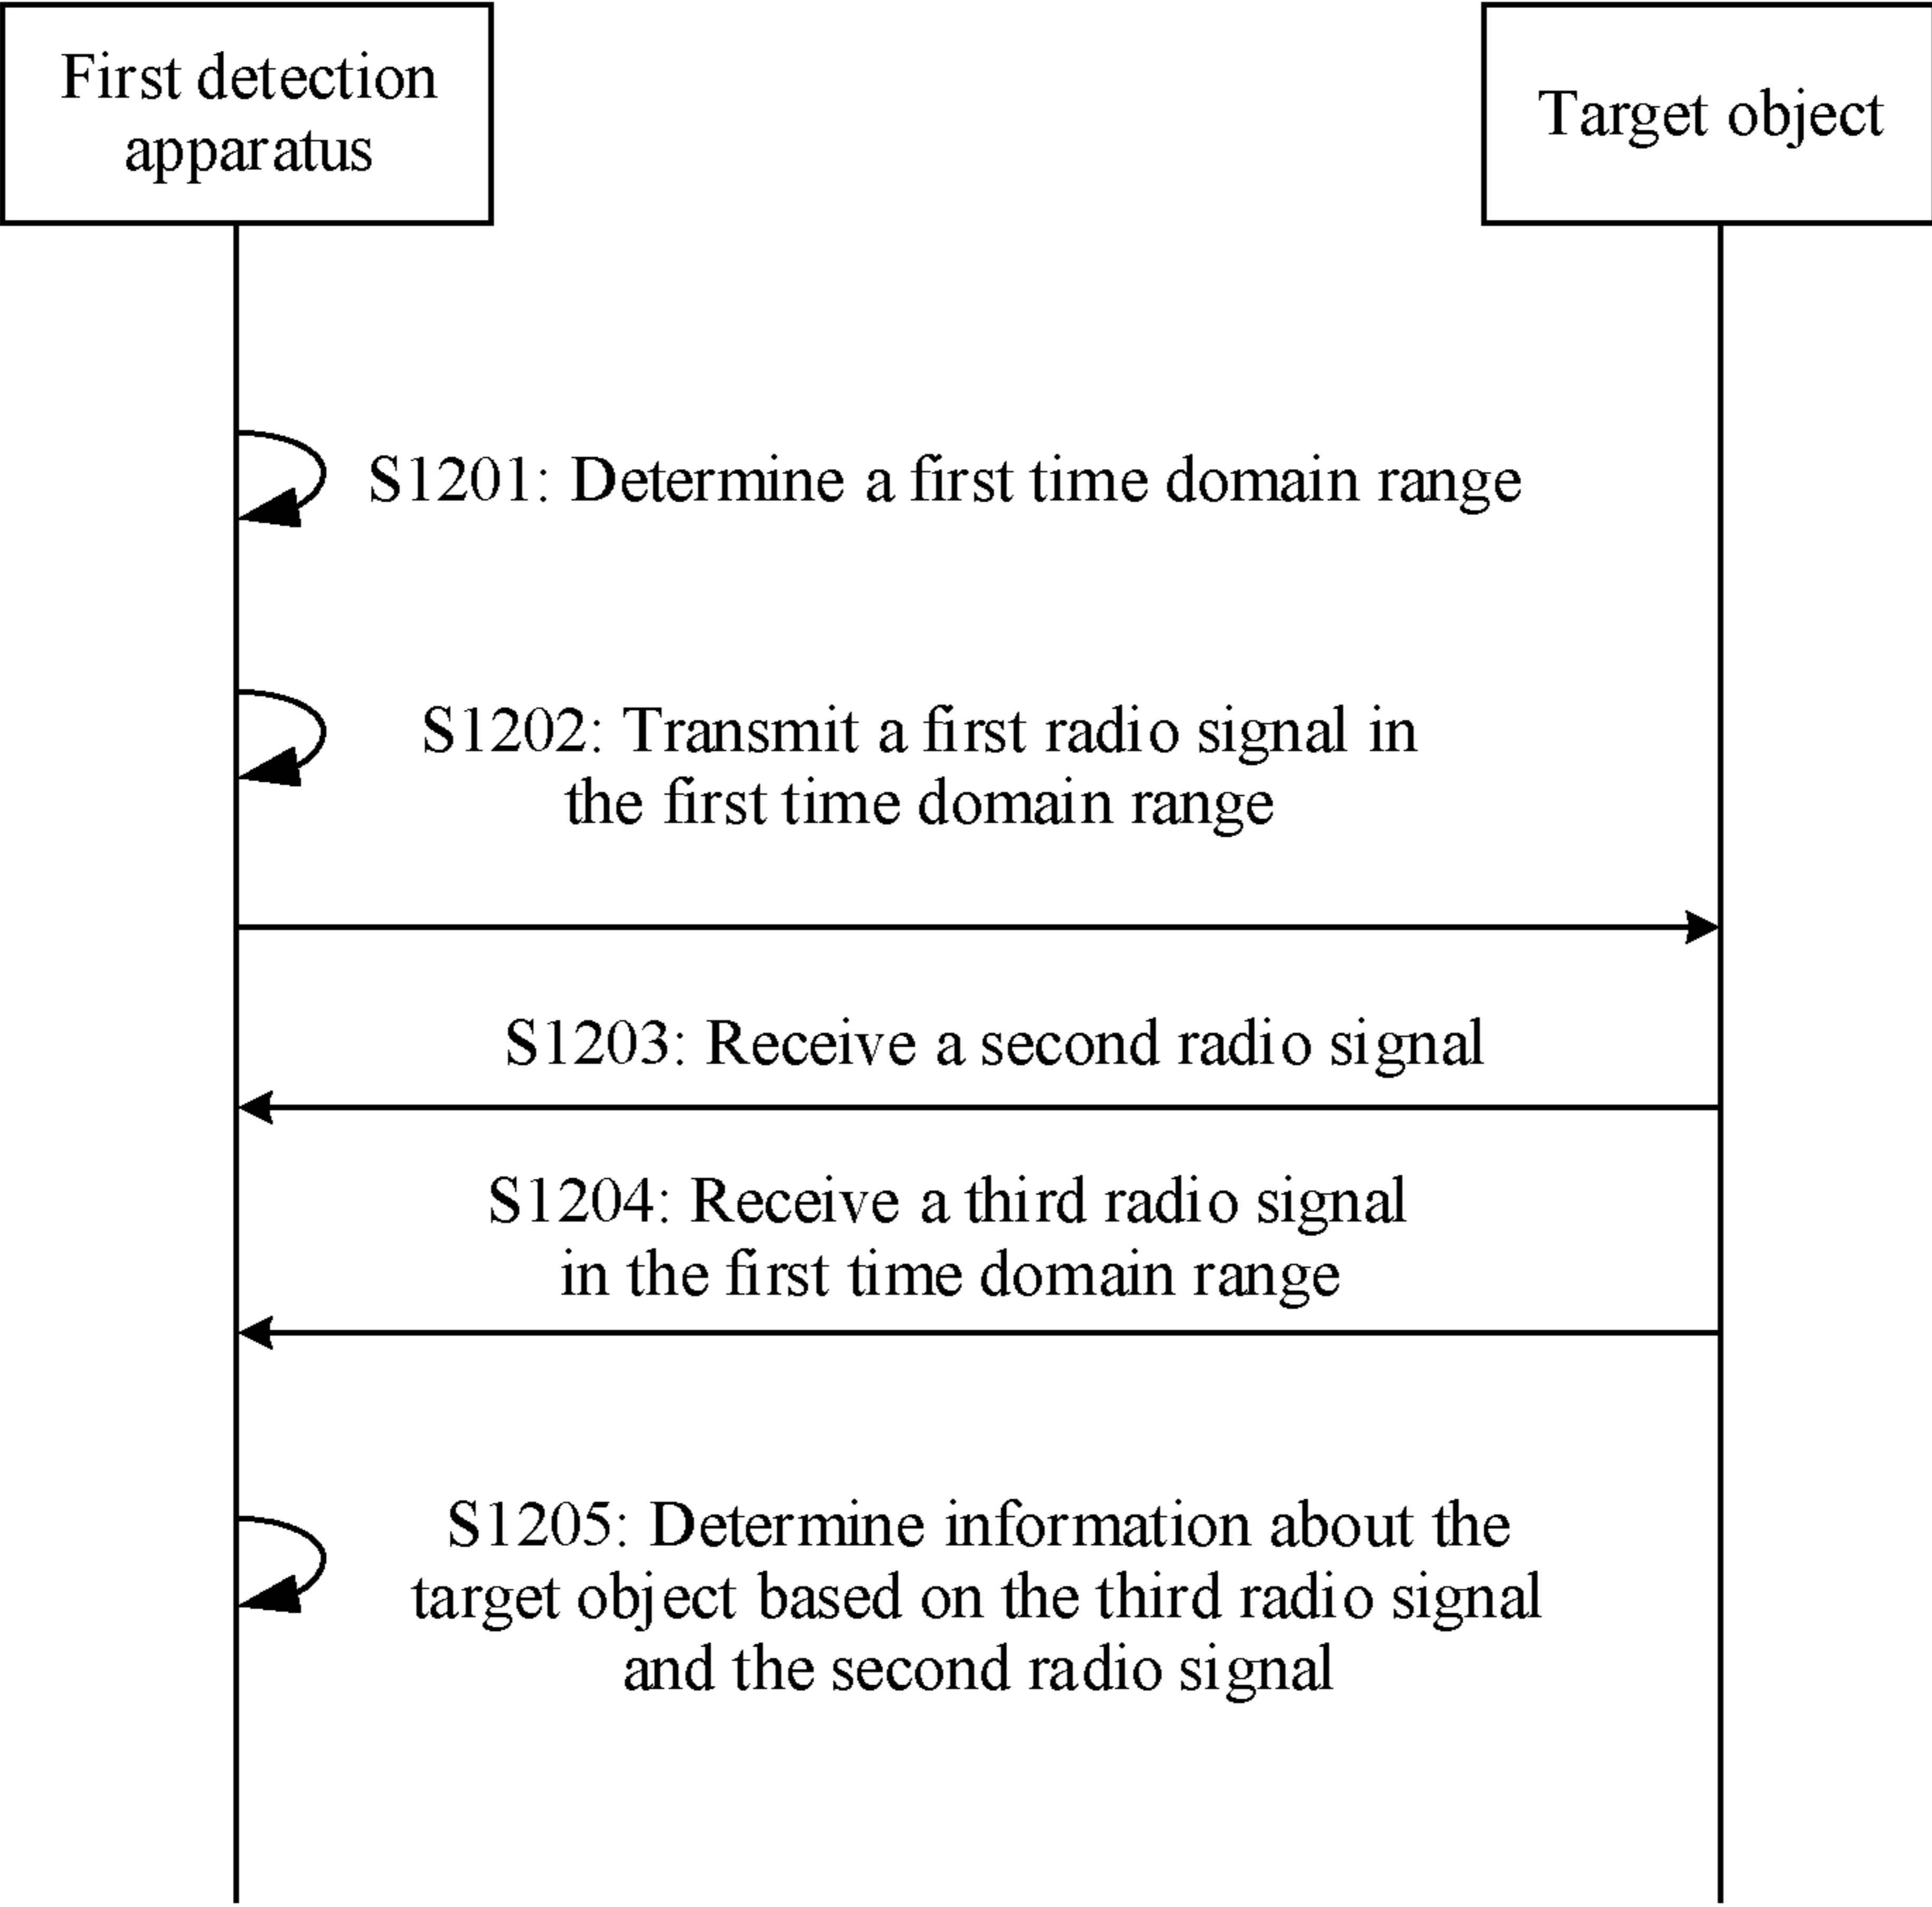 First detection
apparatus
Target object
S1201: Determine a first time domain range
S1202: Transmit a first radio signal in
the first time domain range
S1203: Receive a second radio signal
S1204: Receive a third radio signal
in the first time domain range
S1205: Determine information about the
target object based on the third radio signal
and the second radio signal